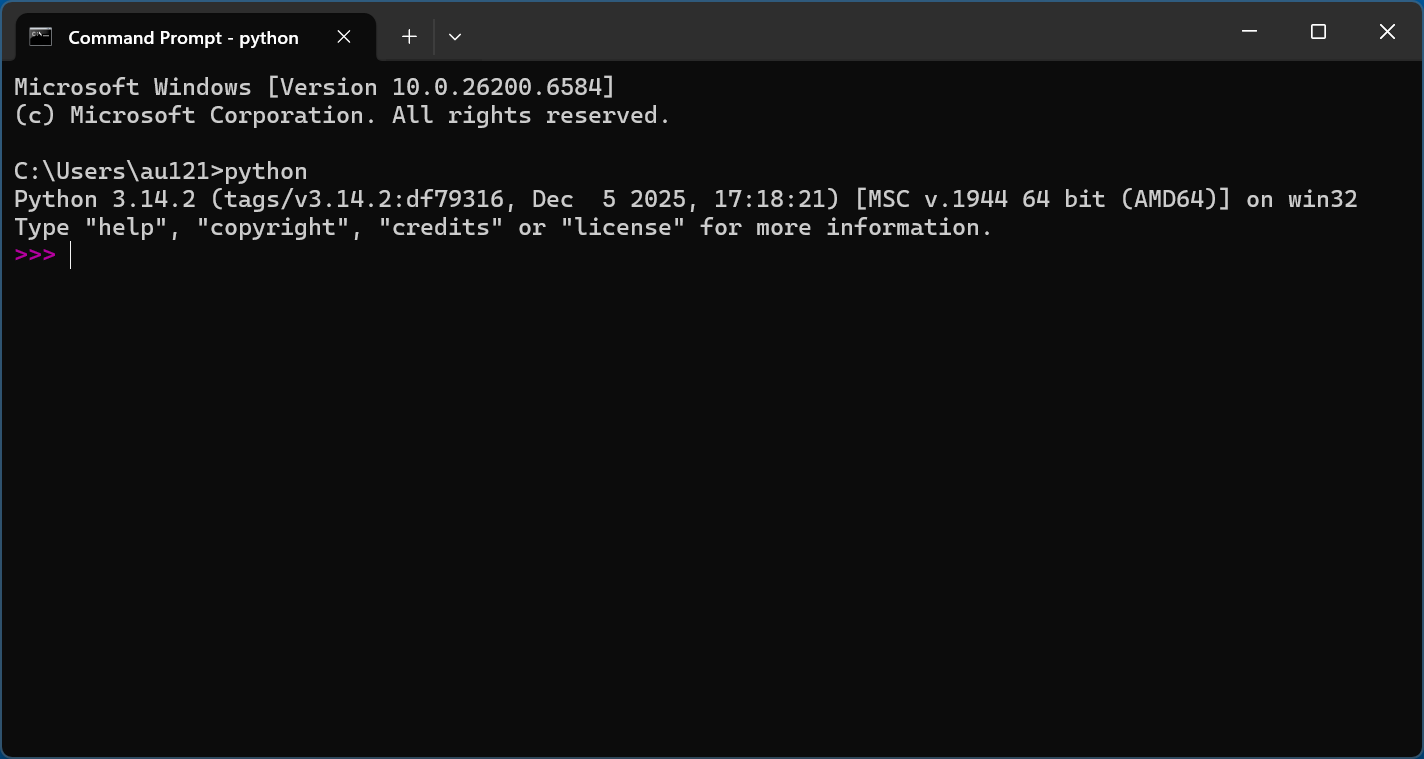 Command Prompt - python
Microsoft Windows [Version 10.0.26200.6584]
(c) Microsoft Corporation. All rights reserved.
C:\Users\au121>python
Python 3.14.2 (tags/v3.14.2:df79316, Dec  5 2025, 17:18:21) [MSC v.1944 64 bit (AMD64)] on win32
Type "help", "copyright", "credits" or "license" for more information.
>>>